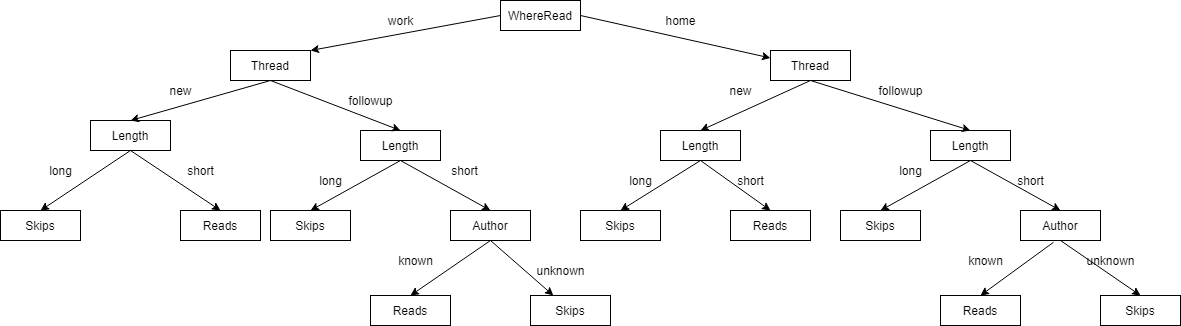 WhereRead
work
home
Thread
Thread
new
followup
new
followup
Length
Length
Length
Length
long
short
long
short
long
short
long
short
Skips
Reads
Skips
Author
Skips
Reads
Skips
Author
known
unknown
known
unknown
Reads
Skips
Reads
Skips